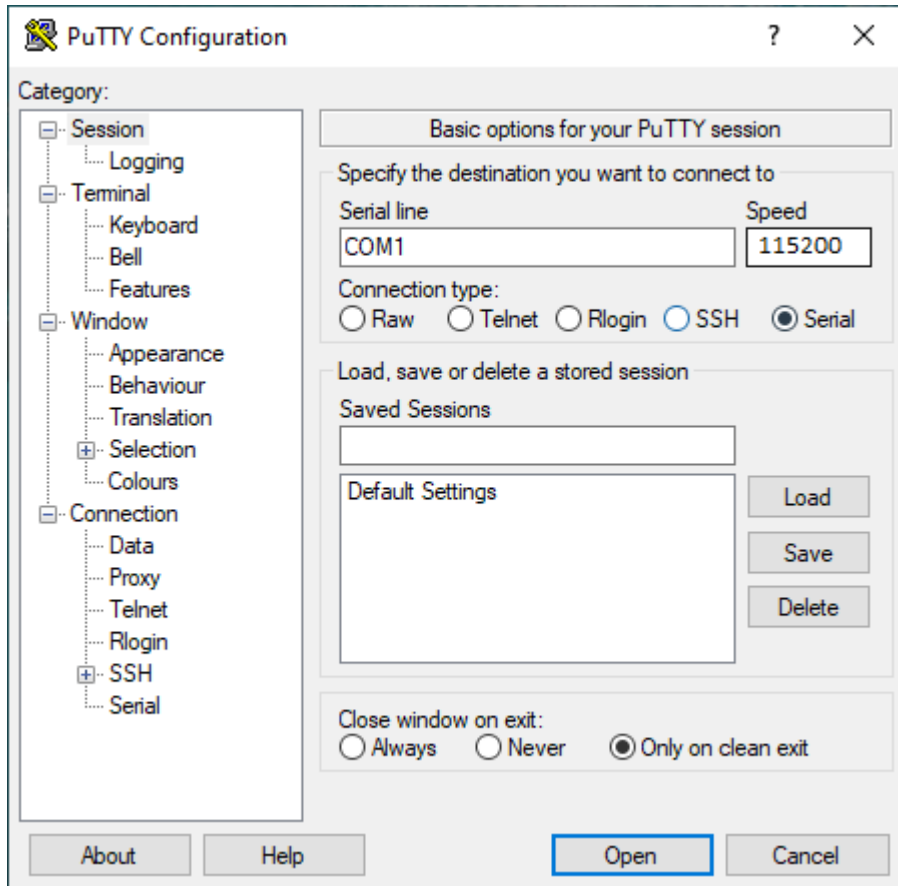 PuTTY Configuration
?
Category:
Session
Logging
Terminal
Keyboard
Bell
Features
Window
Appearance
Behaviour
Translation
Selection
Colours
Connection
Data
Proxy
Telnet
Rlogin
SSH
Serial
Basic options for your PuTTY session
Specify the destination you want to connect to
Serial line Speed
COM1 115200
Connection type:
Raw Telnet Rlogin SSH Serial
Load, save or delete a stored session
Saved Sessions
Default Settings
Load
Save
Delete
Close window on exit:
Always Never Only on clean exit
About Help Open Cancel